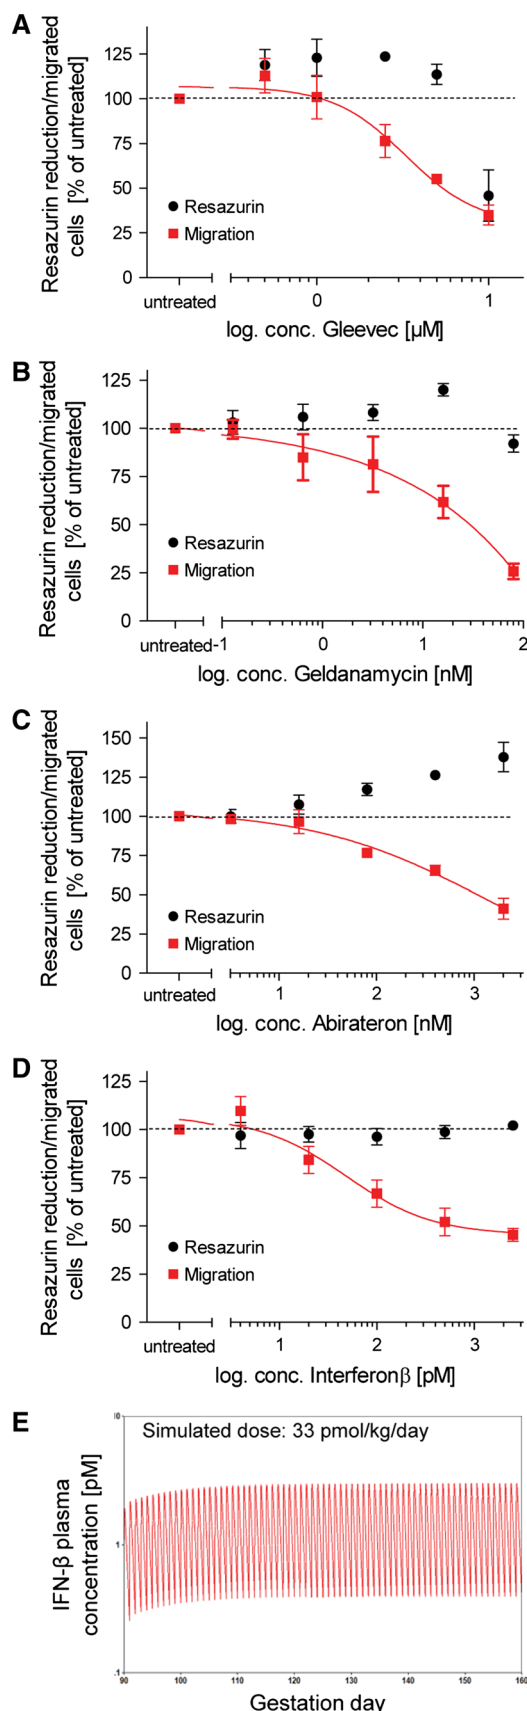 A
Resazurin reduction/migrated
cells [% of untreated]
125
100
75
50
25
0
Resazurin
Migration
untreated
0
1
log. conc. Gleevec [µM]
B
Resazurin reduction/migrated
cells [% of untreated]
125
100
75
50
25
0
Resazurin
Migration
untreated
-1
0
1
2
log. conc. Geldanamycin [nM]
C
Resazurin reduction/migrated
cells [% of untreated]
150
125
100
75
50
25
0
Resazurin
Migration
untreated
1
2
3
log. conc. Abirateron [nM]
D
Resazurin reduction/migrated
cells [% of untreated]
125
100
75
50
25
0
Resazurin
Migration
untreated
1
2
3
log. conc. Interferonβ [pM]
E
IFN-β plasma
concentration [pM]
Simulated dose: 33 pmol/kg/day
10
1
.1
90
100
110
120
130
140
150
160
Gestation day